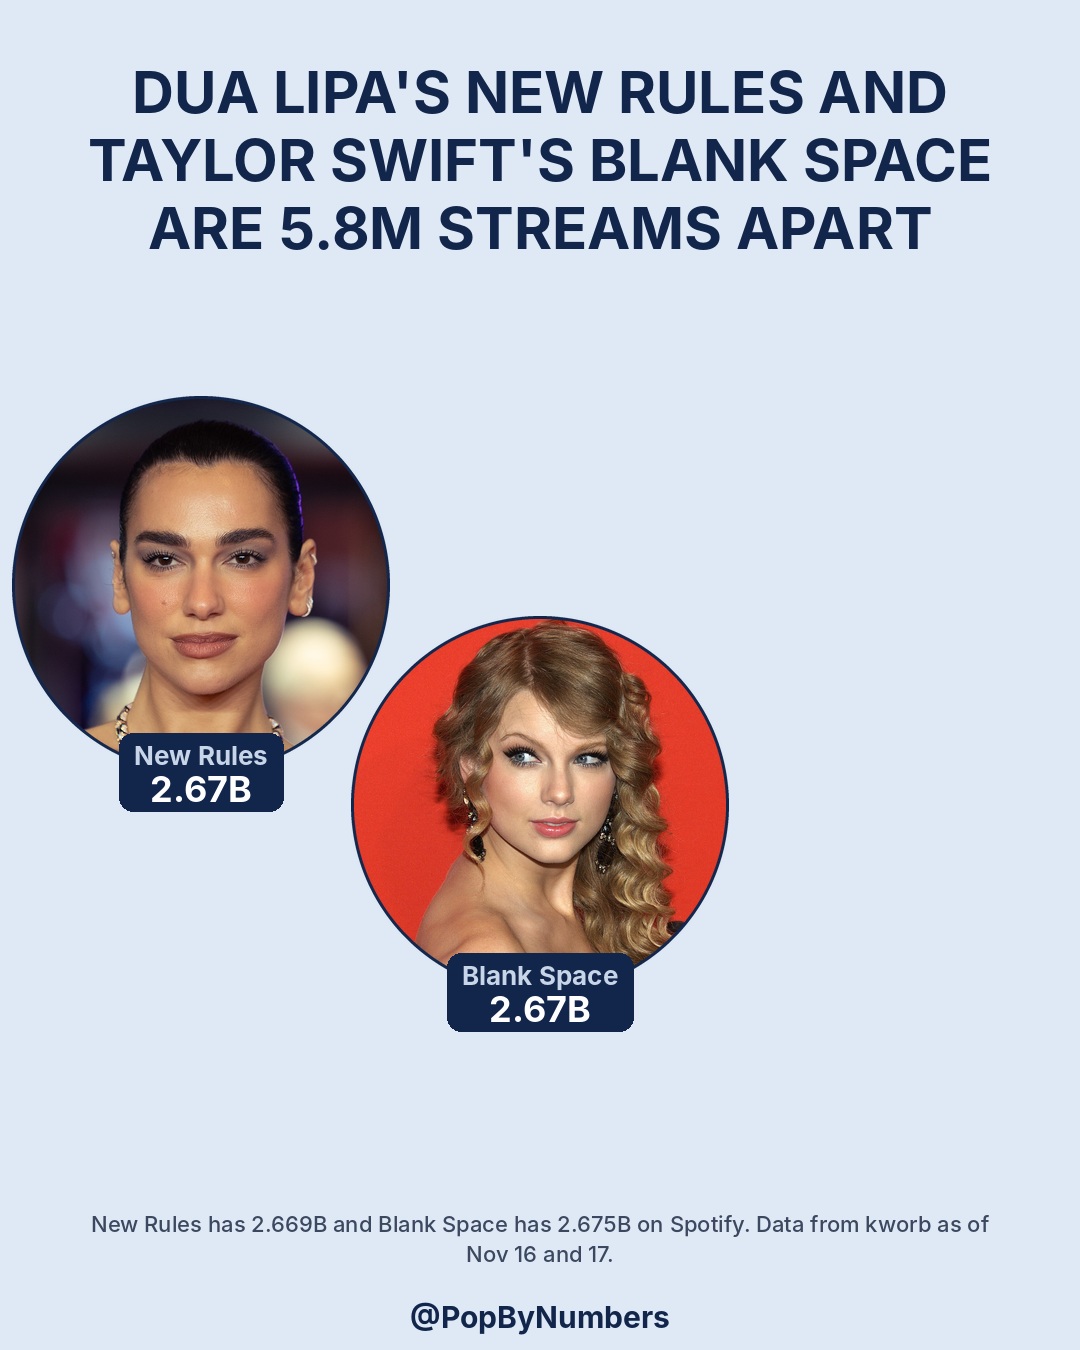 DUA LIPA'S NEW RULES AND
TAYLOR SWIFT'S BLANK SPACE
ARE 5.8M STREAMS APART
New Rules
2.67B
Blank Space
2.67B
New Rules has 2.669B and Blank Space has 2.675B on Spotify. Data from kworb as of
Nov 16 and 17.
@PopByNumbers